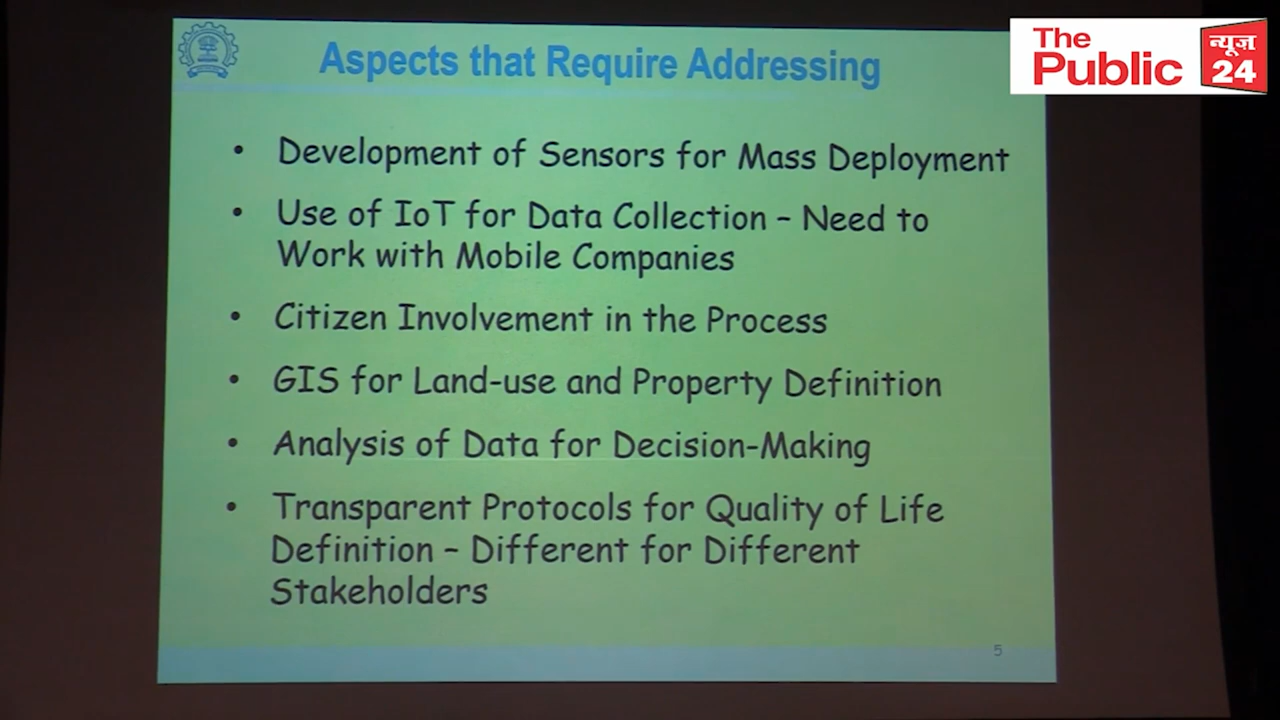 Aspects that Require Addressing
The
Public
न्यूज़
24
• Development of Sensors for Mass Deployment
• Use of IoT for Data Collection – Need to
Work with Mobile Companies
• Citizen Involvement in the Process
• GIS for Land-use and Property Definition
• Analysis of Data for Decision-Making
• Transparent Protocols for Quality of Life
Definition – Different for Different
Stakeholders
5